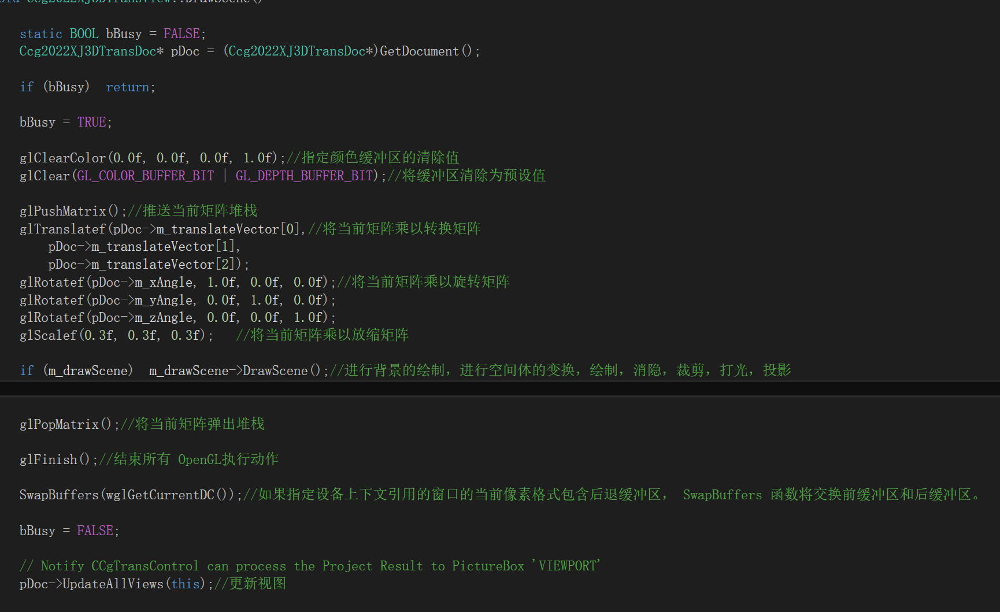 Ccg2022XJ3DTransView::DrawScene()
static BOOL bBusy = FALSE;
Ccg2022XJ3DTransDoc* pDoc = (Ccg2022XJ3DTransDoc*)GetDocument();
if (bBusy)  return;
bBusy = TRUE;
glClearColor(0.0f, 0.0f, 0.0f, 1.0f);//指定颜色缓冲区的清除值
glClear(GL_COLOR_BUFFER_BIT | GL_DEPTH_BUFFER_BIT);//将缓冲区清除为预设值
glPushMatrix();//推送当前矩阵堆栈
glTranslatef(pDoc->m_translateVector[0],//将当前矩阵乘以转换矩阵
pDoc->m_translateVector[1],
pDoc->m_translateVector[2]);
glRotatef(pDoc->m_xAngle, 1.0f, 0.0f, 0.0f);//将当前矩阵乘以旋转矩阵
glRotatef(pDoc->m_yAngle, 0.0f, 1.0f, 0.0f);
glRotatef(pDoc->m_zAngle, 0.0f, 0.0f, 1.0f);
glScalef(0.3f, 0.3f, 0.3f);   //将当前矩阵乘以放缩矩阵
if (m_drawScene)  m_drawScene->DrawScene();//进行背景的绘制，进行空间体的变换，绘制，消隐，裁剪，打光，投影
glPopMatrix();//将当前矩阵弹出堆栈
glFinish();//结束所有 OpenGL执行动作
SwapBuffers(wglGetCurrentDC());//如果指定设备上下文引用的窗口的当前像素格式包含后退缓冲区， SwapBuffers 函数将交换前缓冲区和后缓冲区。
bBusy = FALSE;
// Notify CCgTransControl can process the Project Result to PictureBox 'VIEWPORT'
pDoc->UpdateAllViews(this);//更新视图